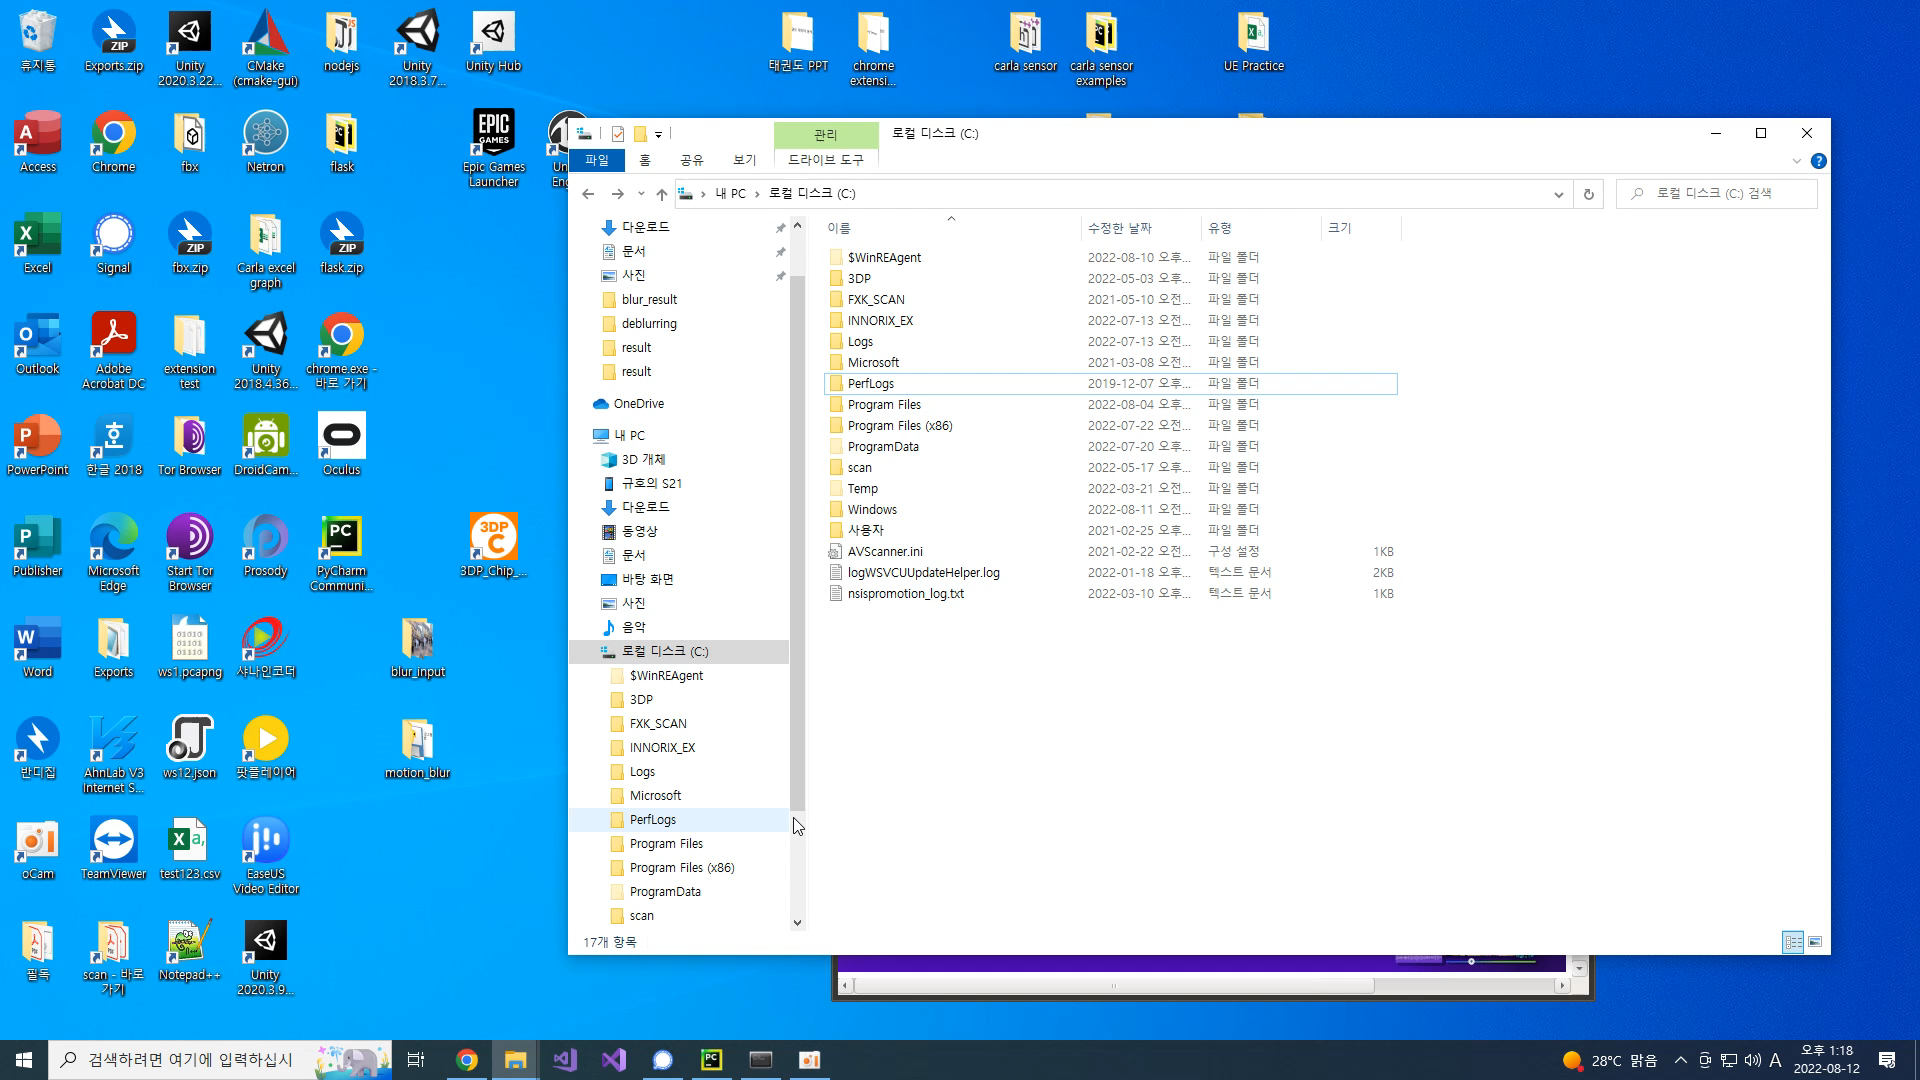 휴지통
Exports.zip
Unity
2020.3.22...
CMake
(cmake-gui)
nodejs
Unity
2018.3.7...
Unity Hub
태권도 PPT
chrome
extensi...
carla sensor
carla sensor
examples
UE Practice
Access
Chrome
fbx
Netron
flask
Epic Games
Launcher
Excel
Signal
fbx.zip
Carla excel
graph
flask.zip
Outlook
Adobe
Acrobat DC
extension
test
Unity
2018.4.36...
chrome.exe -
바로 가기
PowerPoint
한글 2018
Tor Browser
DroidCam...
Oculus
Publisher
Microsoft
Edge
Start Tor
Browser
Prosody
PyCharm
Communi...
3DP_Chip_...
Word
Exports
ws1.pcapng
샤나인코더
blur_input
반디집
AhnLab V3
Internet S...
ws12.json
팟플레이어
motion_blur
oCam
TeamViewer
test123.csv
EaseUS
Video Editor
필독
scan - 바로
가기
Notepad++
Unity
2020.3.9...
관리
로컬 디스크 (C:)
파일
홈
공유
보기
드라이브 도구
내 PC
로컬 디스크 (C:)
로컬 디스크 (C:) 검색
다운로드
문서
사진
blur_result
deblurring
result
result
OneDrive
내 PC
3D 개체
규호의 S21
다운로드
동영상
문서
바탕 화면
사진
음악
로컬 디스크 (C:)
$WinREAgent
3DP
FXK_SCAN
INNORIX_EX
Logs
Microsoft
PerfLogs
Program Files
Program Files (x86)
ProgramData
scan
이름 수정한 날짜 유형 크기
$WinREAgent 2022-08-10 오후... 파일 폴더
3DP 2022-05-03 오후... 파일 폴더
FXK_SCAN 2021-05-10 오전... 파일 폴더
INNORIX_EX 2022-07-13 오전... 파일 폴더
Logs 2022-07-13 오전... 파일 폴더
Microsoft 2021-03-08 오전... 파일 폴더
PerfLogs 2019-12-07 오후... 파일 폴더
Program Files 2022-08-04 오후... 파일 폴더
Program Files (x86) 2022-07-22 오후... 파일 폴더
ProgramData 2022-07-20 오후... 파일 폴더
scan 2022-05-17 오후... 파일 폴더
Temp 2022-03-21 오전... 파일 폴더
Windows 2022-08-11 오전... 파일 폴더
사용자 2021-02-25 오후... 파일 폴더
AVScanner.ini 2021-02-22 오전... 구성 설정 1KB
logWSVCUUpdateHelper.log 2022-01-18 오후... 텍스트 문서 2KB
nsispromotion_log.txt 2022-03-10 오후... 텍스트 문서 1KB
17개 항목
검색하려면 여기에 입력하십시
28°C 맑음
A
오후 1:18
2022-08-12